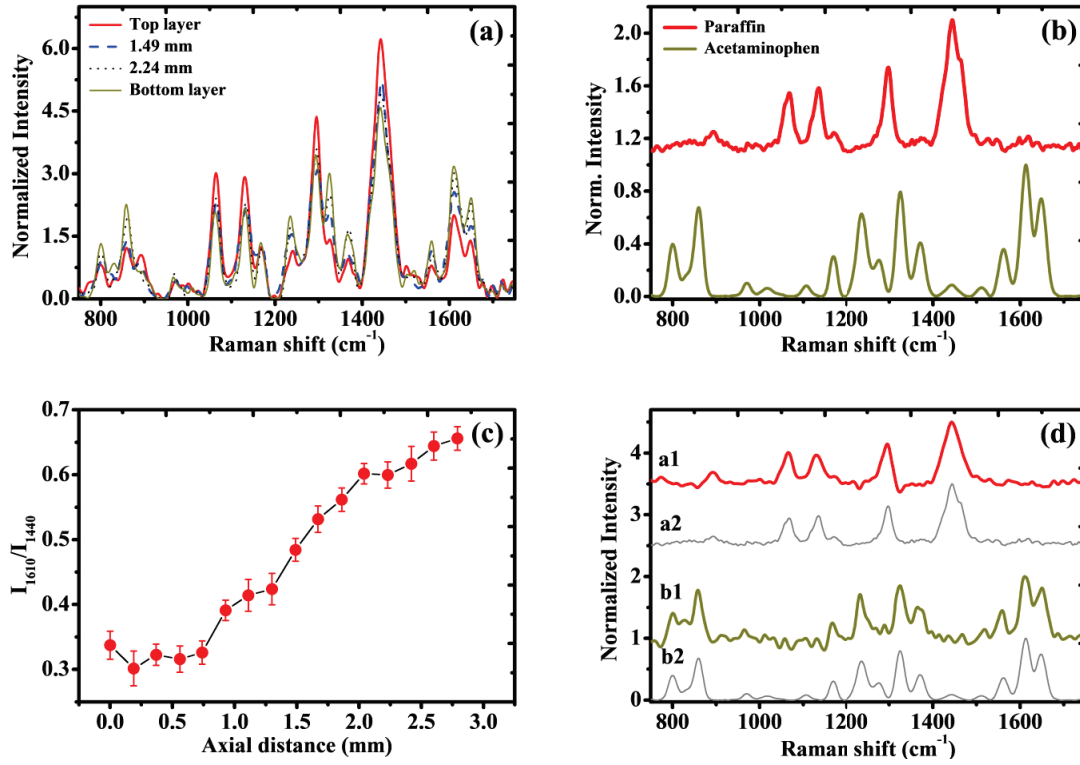 (a)
Top layer
1.49 mm
2.24 mm
Bottom layer
6.0
4.5
3.0
1.5
0.0
Normalized Intensity
800 1000 1200 1400 1600
Raman shift (cm⁻¹)
(b)
Paraffin
Acetaminophen
2.0
1.6
1.2
0.8
0.4
0.0
Norm. Intensity
800 1000 1200 1400 1600
Raman shift (cm⁻¹)
(c)
0.7
0.6
0.5
0.4
0.3
I₁₆₁₀/I₁₄₄₀
0.0 0.5 1.0 1.5 2.0 2.5 3.0
Axial distance (mm)
(d)
a1
a2
b1
b2
4
3
2
1
0
Normalized Intensity
800 1000 1200 1400 1600
Raman shift (cm⁻¹)